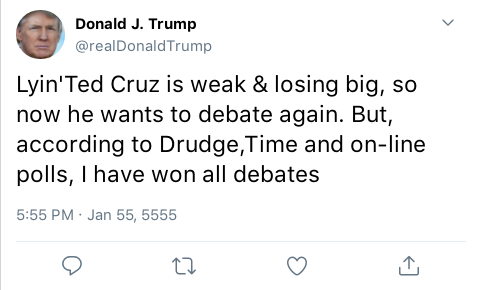 Donald J. Trump
@realDonaldTrump
Lyin'Ted Cruz is weak & losing big, so
now he wants to debate again. But,
according to Drudge,Time and on-line
polls, I have won all debates
5:55 PM · Jan 55, 5555